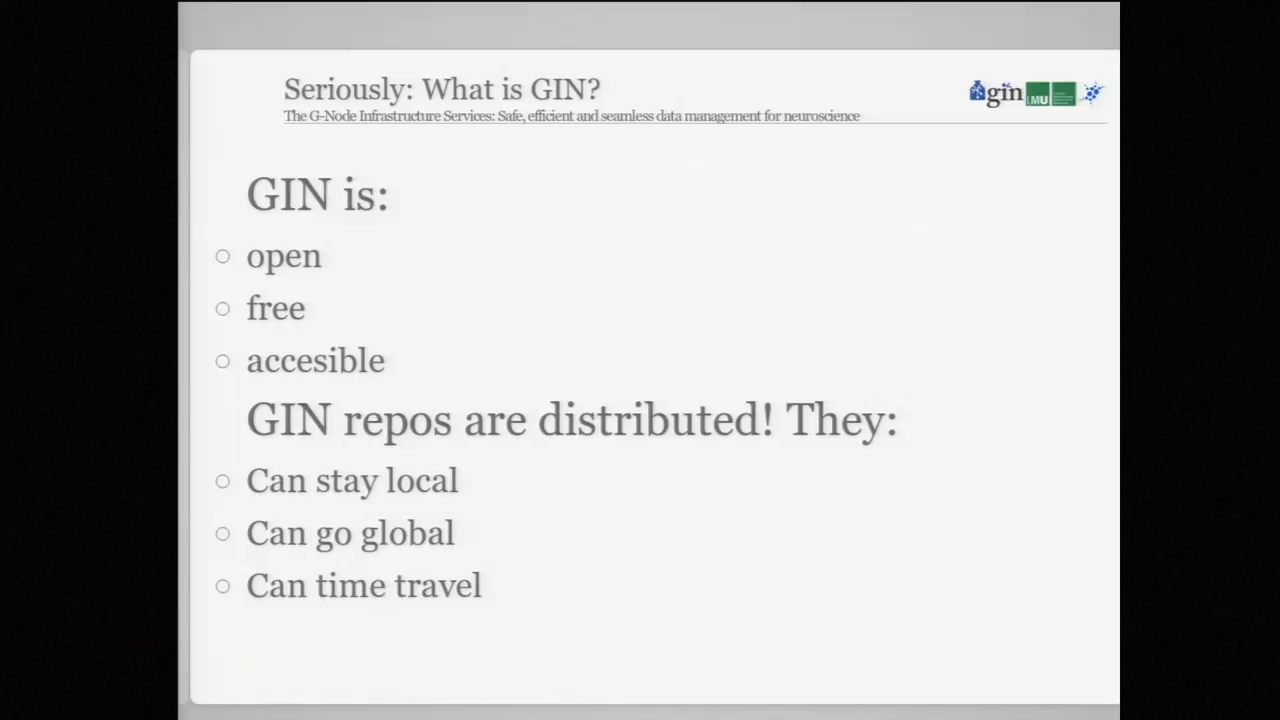 Seriously: What is GIN?
The G-Node Infrastructure Services: Safe, efficient and seamless data management for neuroscience
gin
LMU
GIN is:
open
free
accesible
GIN repos are distributed! They:
Can stay local
Can go global
Can time travel